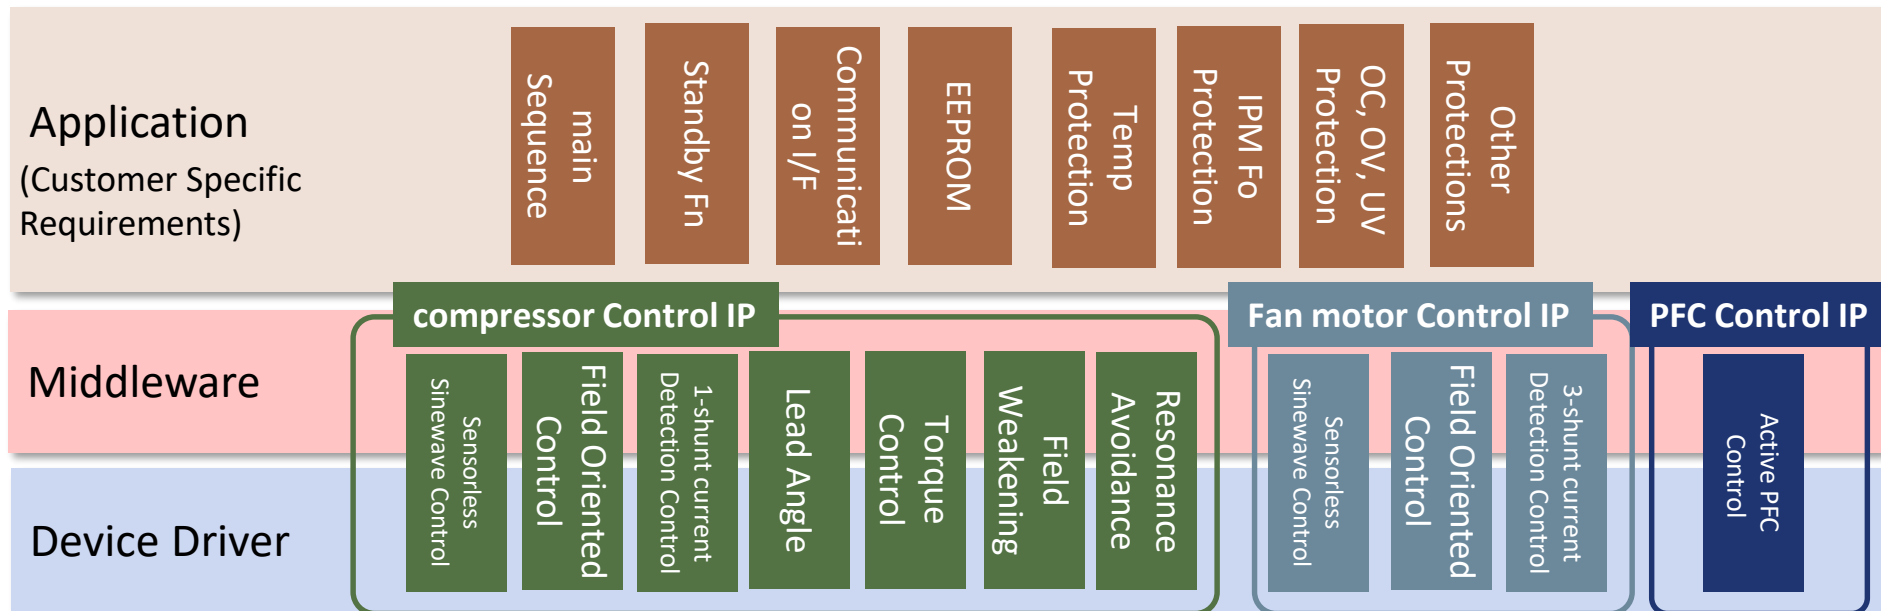 Application
(Customer Specific
Requirements)
main
Sequence
Standby Fn
Communicati
on I/F
EEPROM
Temp
Protection
IPM Fo
Protection
OC, OV, UV
Protection
Other
Protections
compressor Control IP
Fan motor Control IP
PFC Control IP
Middleware
Device Driver
Sensorless
Sinewave Control
Field Oriented
Control
1-shunt current
Detection Control
Lead Angle
Torque
Control
Field
Weakening
Resonance
Avoidance
Sensorless
Sinewave Control
Field Oriented
Control
3-shunt current
Detection Control
Active PFC
Control